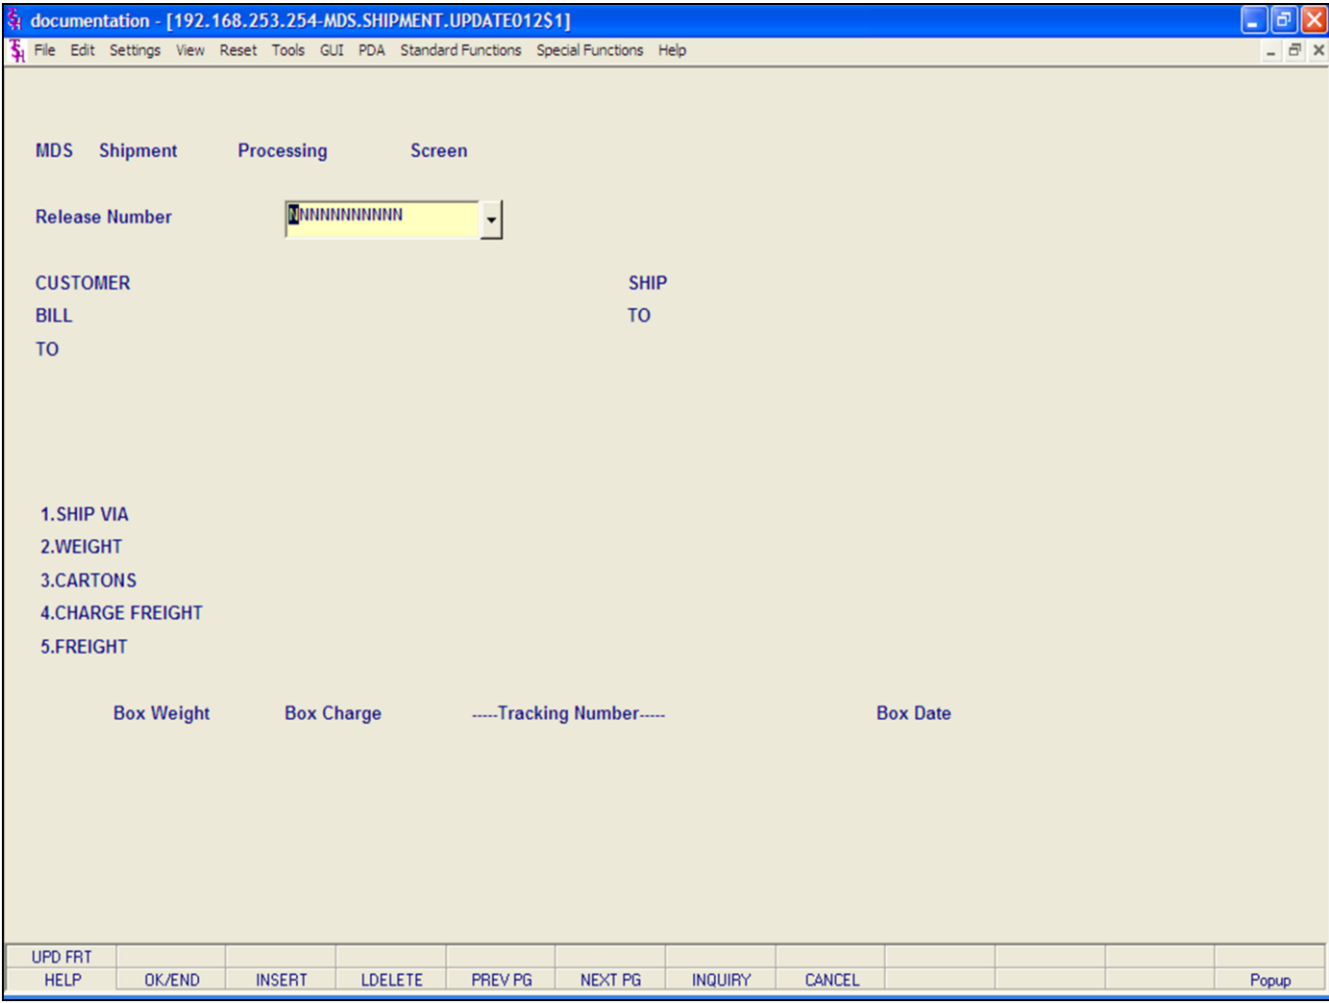 documentation - [192.168.253.254-MDS.SHIPMENT.UPDATE012$1]
File Edit Settings View Reset Tools GUI PDA Standard Functions Special Functions Help
MDS Shipment Processing Screen
Release Number NNNNNNNNNNN
CUSTOMER SHIP
BILL TO
TO
1.SHIP VIA
2.WEIGHT
3.CARTONS
4.CHARGE FREIGHT
5.FREIGHT
Box Weight Box Charge -----Tracking Number----- Box Date
UPD FRT
HELP OK/END INSERT LDELETE PREV PG NEXT PG INQUIRY CANCEL Popup